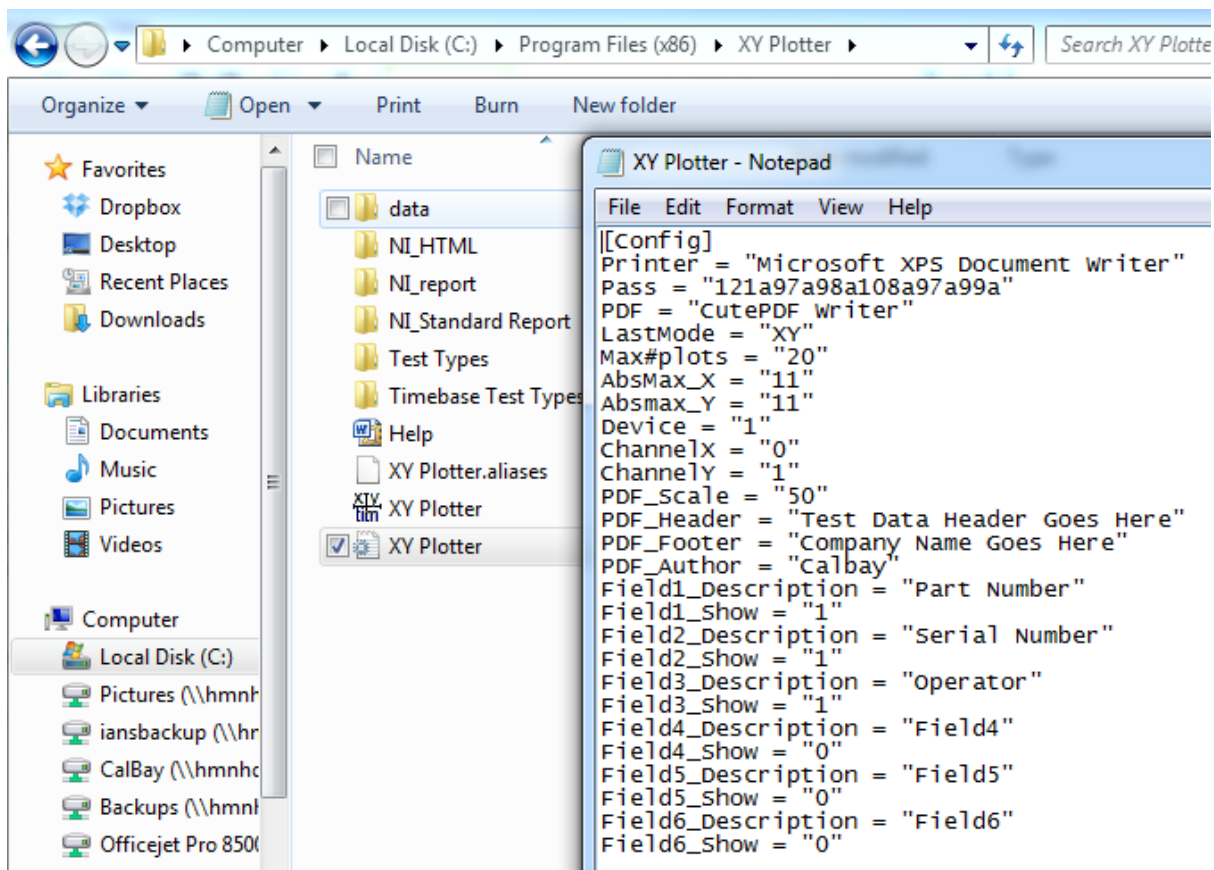 Computer Local Disk (C:) Program Files (x86) XY Plotter Search XY Plotte
Organize Open Print Burn New folder
Favorites
Dropbox
Desktop
Recent Places
Downloads
Libraries
Documents
Music
Pictures
Videos
Computer
Local Disk (C:)
Pictures (\\hmnh
iansbackup (\\hr
CalBay (\\hmnhc
Backups (\\hmnh
Officejet Pro 850(
Name
data
NI_HTML
NI_report
NI_Standard Report
Test Types
Timebase Test Types
Help
XY Plotter.aliases
XY Plotter
XY Plotter
XY Plotter - Notepad
File Edit Format View Help
[Config]
Printer = "Microsoft XPS Document Writer"
Pass = "121a97a98a108a97a99a"
PDF = "CutePDF Writer"
LastMode = "XY"
Max#plots = "20"
AbsMax_X = "11"
Absmax_Y = "11"
Device = "1"
ChannelX = "0"
ChannelY = "1"
PDF_Scale = "50"
PDF_Header = "Test Data Header Goes Here"
PDF_Footer = "Company Name Goes Here"
PDF_Author = "Calbay"
Field1_Description = "Part Number"
Field1_Show = "1"
Field2_Description = "Serial Number"
Field2_Show = "1"
Field3_Description = "Operator"
Field3_Show = "1"
Field4_Description = "Field4"
Field4_Show = "0"
Field5_Description = "Field5"
Field5_Show = "0"
Field6_Description = "Field6"
Field6_Show = "0"